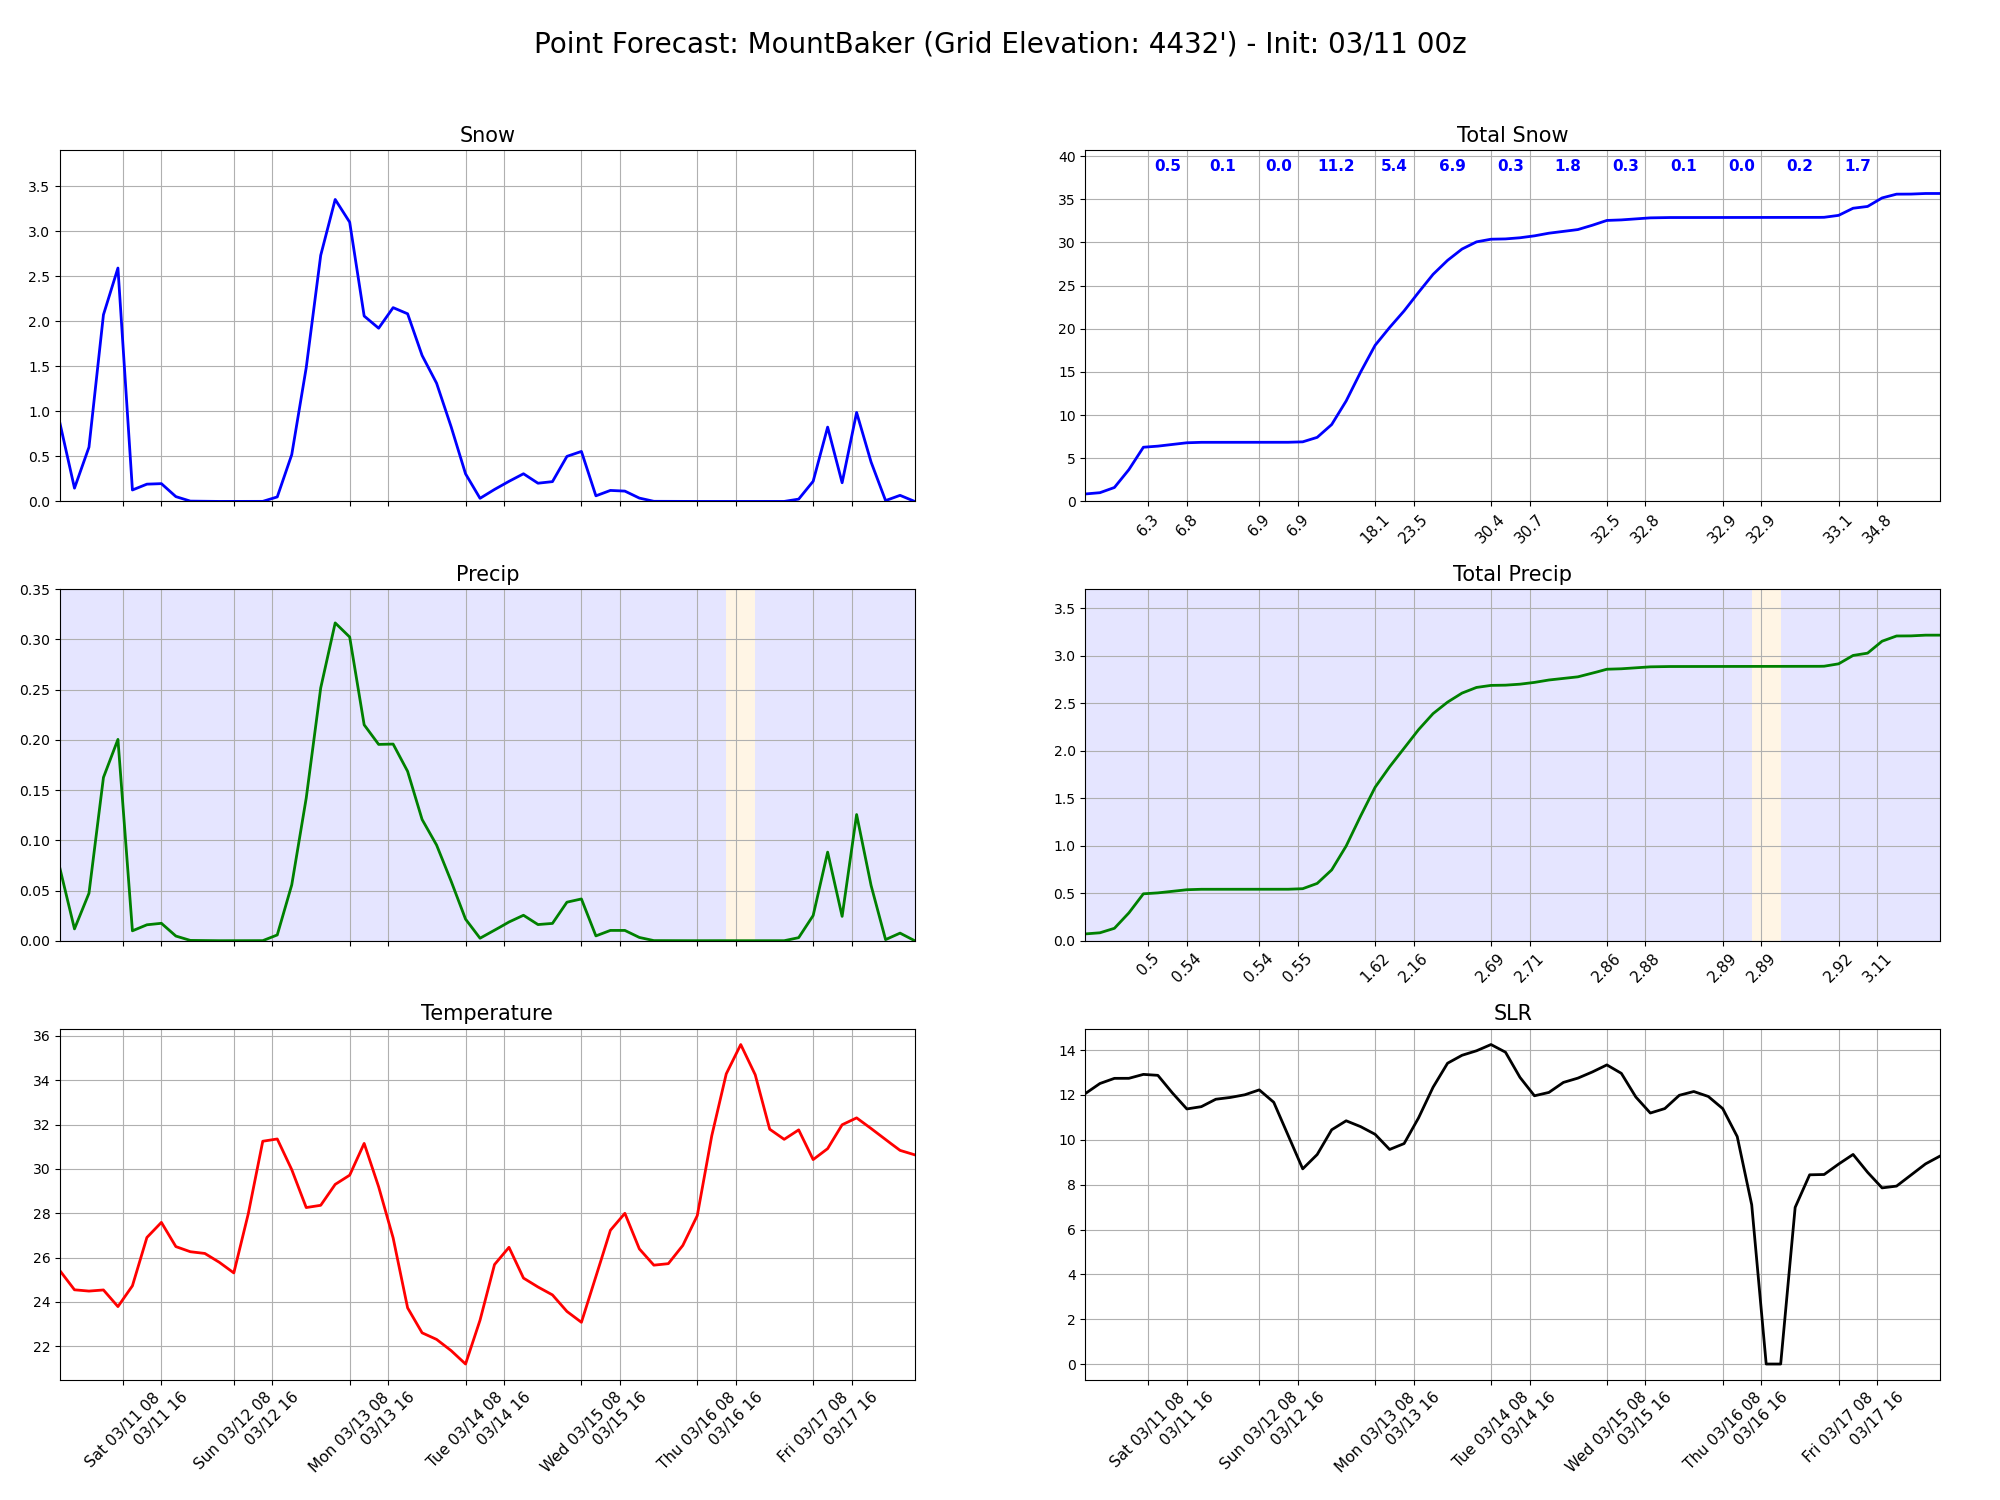 Point Forecast: MountBaker (Grid Elevation: 4432') - Init: 03/11 00z
Snow
3.5
3.0
2.5
2.0
1.5
1.0
0.5
0.0
Total Snow
0.5 0.1 0.0 11.2 5.4 6.9 0.3 1.8 0.3 0.1 0.0 0.2 1.7
40
35
30
25
20
15
10
5
0
6.3 6.8 6.9 6.9 18.1 23.5 30.4 30.7 32.5 32.8 32.9 32.9 33.1 34.8
Precip
0.35
0.30
0.25
0.20
0.15
0.10
0.05
0.00
Total Precip
3.5
3.0
2.5
2.0
1.5
1.0
0.5
0.0
0.5 0.54 0.54 0.55 1.62 2.16 2.69 2.71 2.86 2.88 2.89 2.89 2.92 3.11
Temperature
36
34
32
30
28
26
24
22
Sat 03/11 08
03/11 16
Sun 03/12 08
03/12 16
Mon 03/13 08
03/13 16
Tue 03/14 08
03/14 16
Wed 03/15 08
03/15 16
Thu 03/16 08
03/16 16
Fri 03/17 08
03/17 16
SLR
14
12
10
8
6
4
2
0
Sat 03/11 08
03/11 16
Sun 03/12 08
03/12 16
Mon 03/13 08
03/13 16
Tue 03/14 08
03/14 16
Wed 03/15 08
03/15 16
Thu 03/16 08
03/16 16
Fri 03/17 08
03/17 16